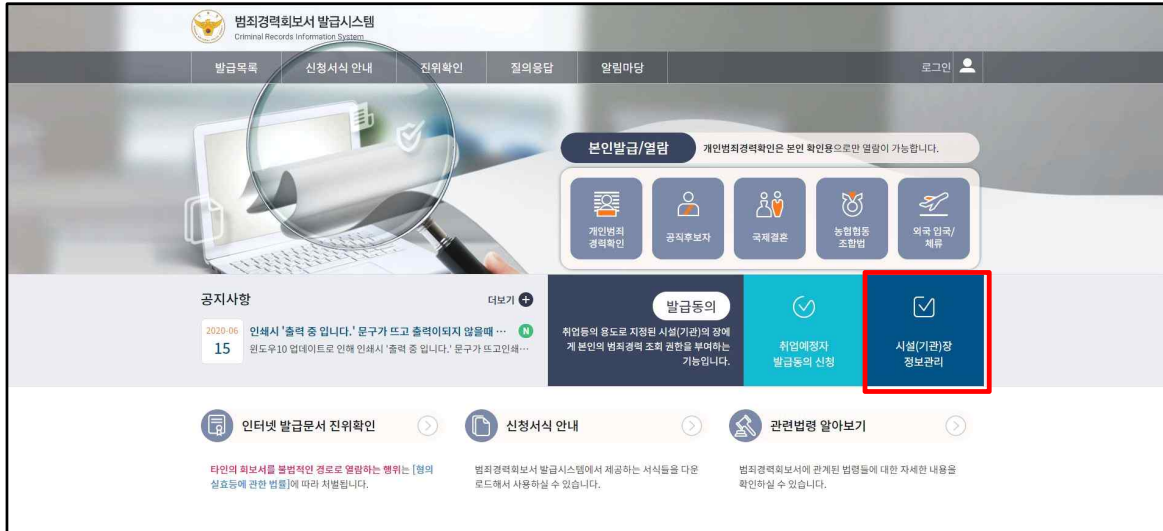 범죄경력회보서 발급시스템
Criminal Records Information System
발급목록 신청서식 안내 진위확인 질의응답 알림마당 로그인
본인발급/열람 개인범죄경력확인은 본인 확인용으로만 열람이 가능합니다.
개인범죄
경력확인
공직후보자
국제결혼
농협협동
조합법
외국 입국/
체류
공지사항 더보기
2020-06
15
인쇄시 '출력 중 입니다.' 문구가 뜨고 출력이되지 않을때 ··· N
윈도우10 업데이트로 인해 인쇄시 '출력 중 입니다.' 문구가 뜨고인쇄···
발급동의
취업등의 용도로 지정된 시설(기관)의 장에
게 본인의 범죄경력 조회 권한을 부여하는
기능입니다.
취업예정자
발급동의 신청
시설(기관)장
정보관리
인터넷 발급문서 진위확인
타인의 회보서를 불법적인 경로로 열람하는 행위는 [형의
실효등에 관한 법률]에 따라 처벌됩니다.
신청서식 안내
범죄경력회보서 발급시스템에서 제공하는 서식들을 다운
로드해서 사용하실 수 있습니다.
관련법령 알아보기
범죄경력회보서에 관계된 법령들에 대한 자세한 내용을
확인하실 수 있습니다.